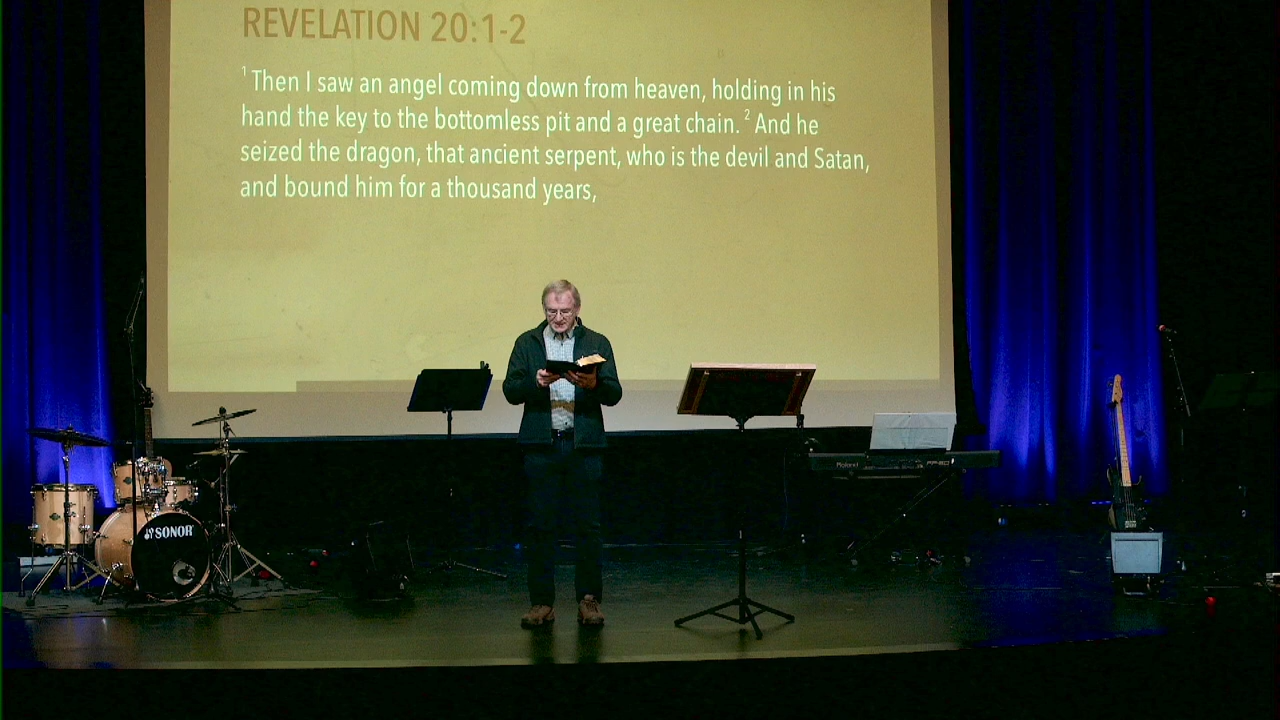 REVELATION 20:1-2
1 Then I saw an angel coming down from heaven, holding in his
hand the key to the bottomless pit and a great chain. 2 And he
seized the dragon, that ancient serpent, who is the devil and Satan,
and bound him for a thousand years,
SONOR
Roland